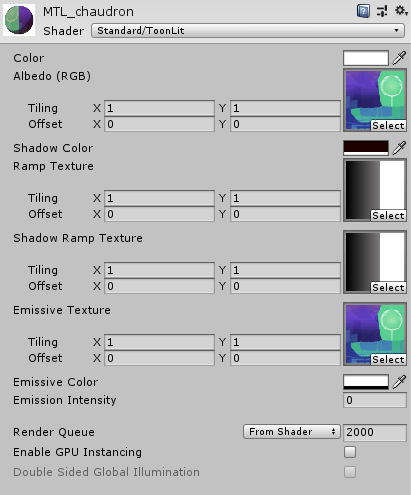 MTL_chaudron
Shader Standard/ToonLit
Color
Albedo (RGB)
Tiling X 1 Y 1
Offset X 0 Y 0
Select
Shadow Color
Ramp Texture
Tiling X 1 Y 1
Offset X 0 Y 0
Select
Shadow Ramp Texture
Tiling X 1 Y 1
Offset X 0 Y 0
Select
Emissive Texture
Tiling X 1 Y 1
Offset X 0 Y 0
Select
Emissive Color
Emission Intensity 0
Render Queue From Shader 2000
Enable GPU Instancing
Double Sided Global Illumination